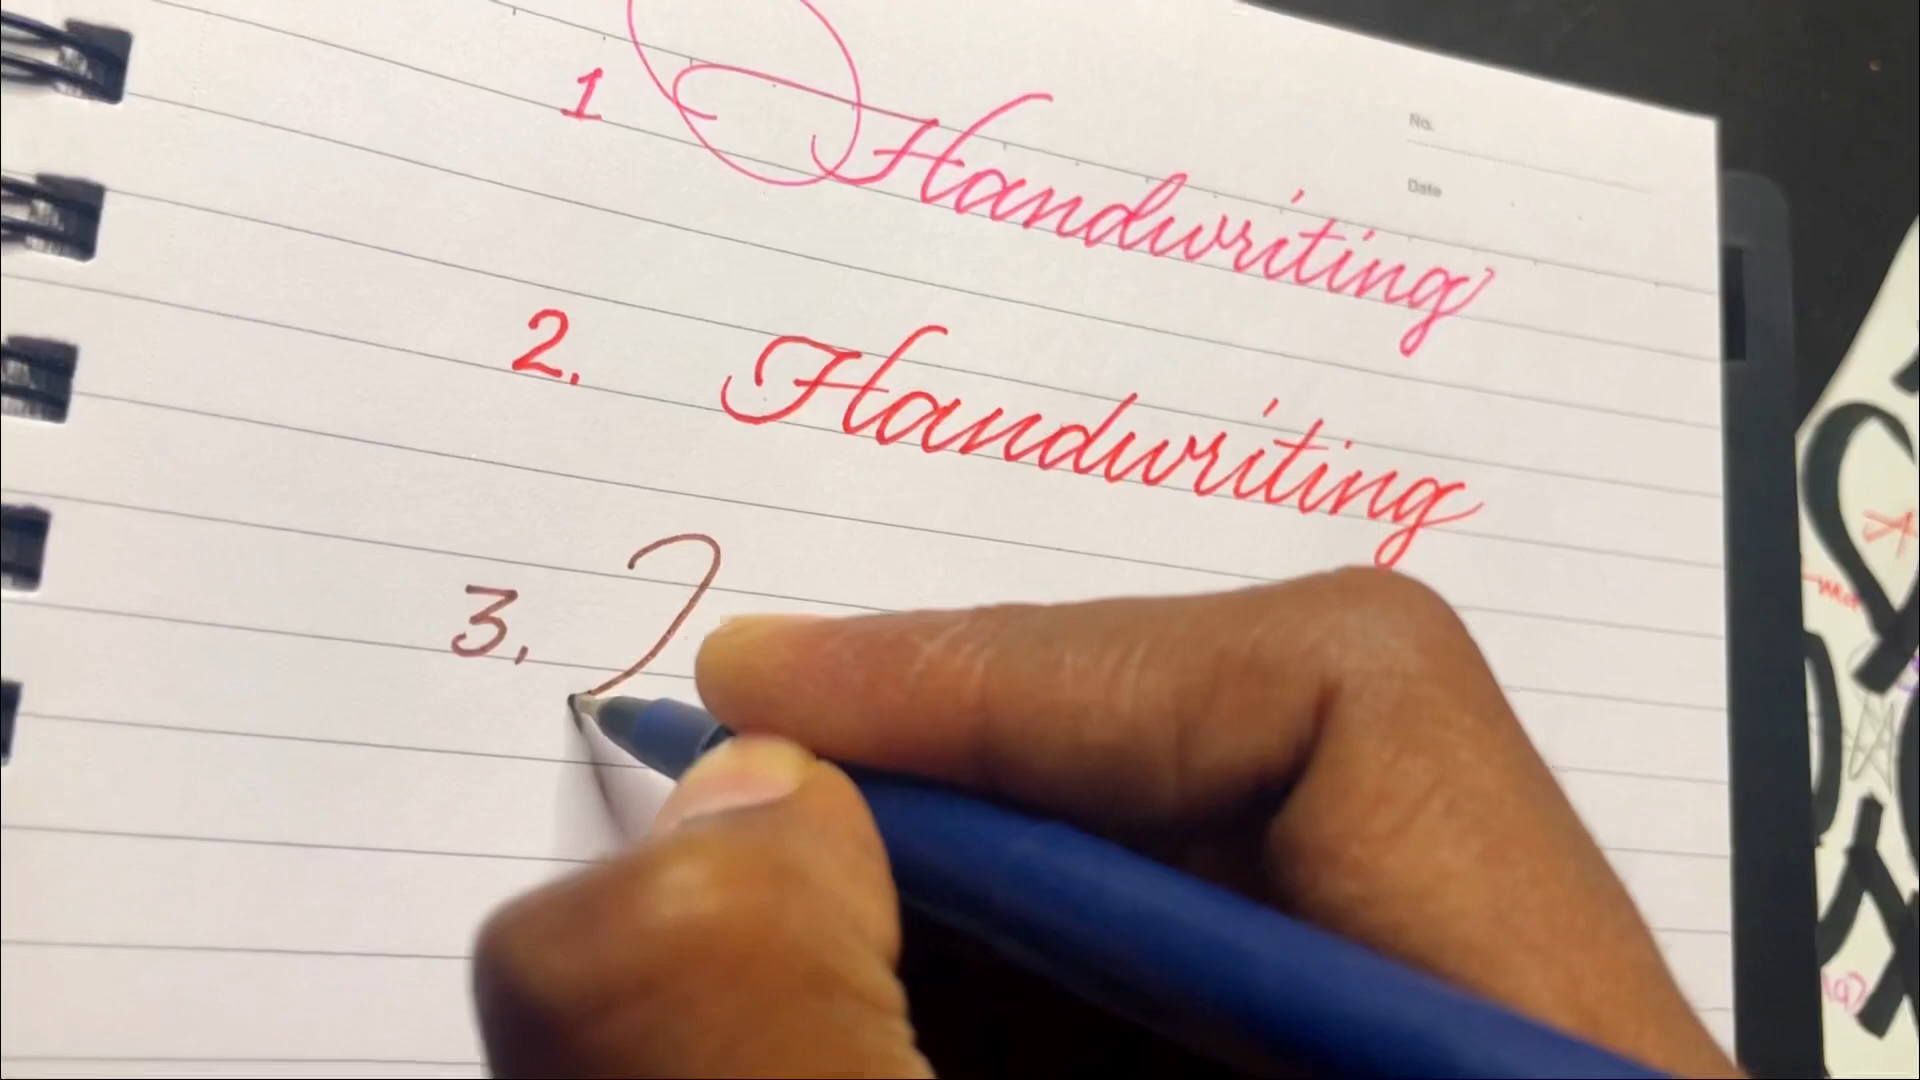 No.
Date
1 Handwriting
2. Handwriting
3.